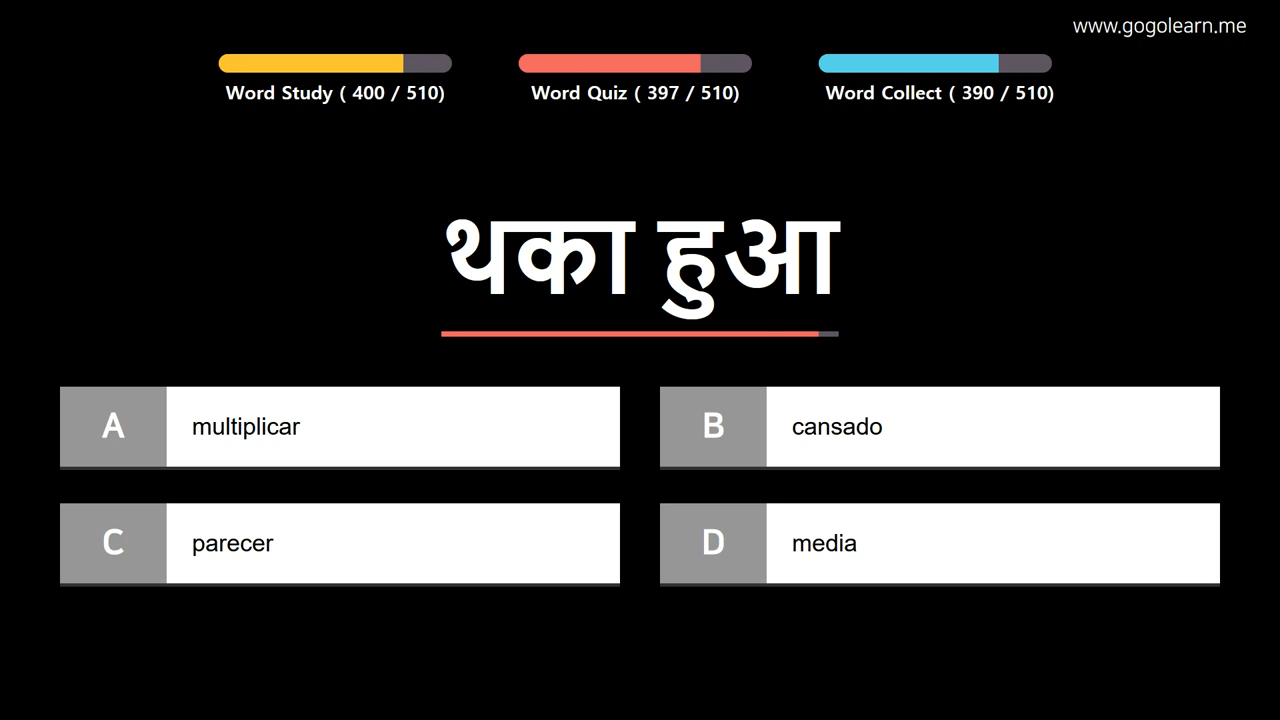 www.gogolearn.me
Word Study ( 400 / 510)
Word Quiz ( 397 / 510)
Word Collect ( 390 / 510)
थका हुआ
A multiplicar
B cansado
C parecer
D media